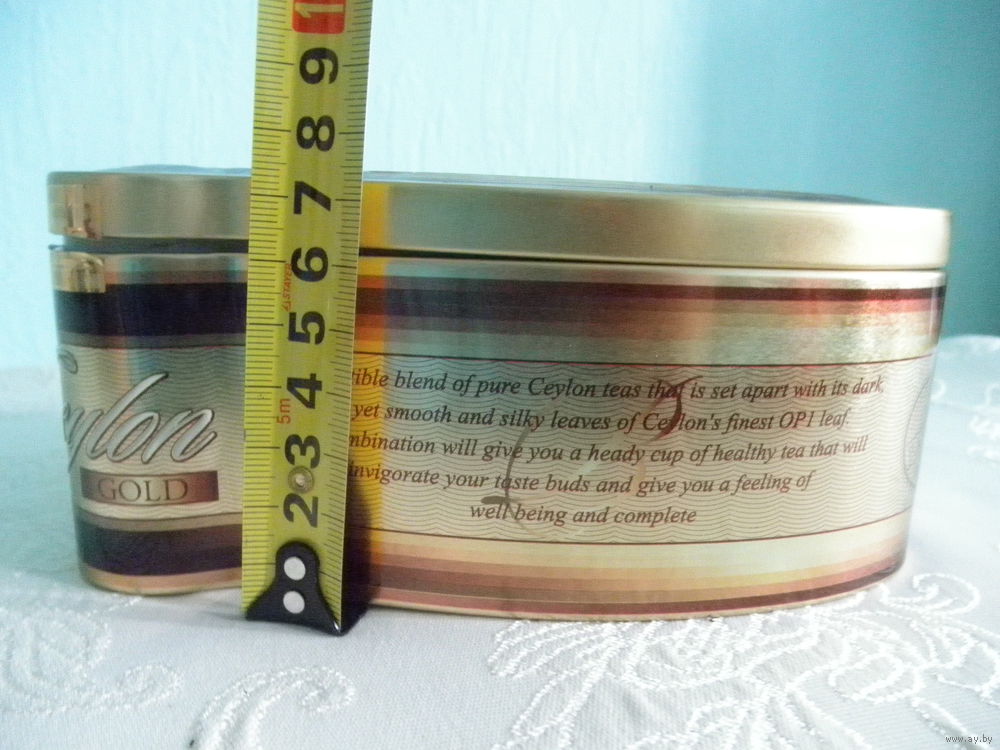 1
9
8
7
6
STAYER
5
4
5m
3
2
Ceylon
GOLD
tible blend of pure Ceylon teas that is set apart with its dark,
yet smooth and silky leaves of Ceylon's finest OP1 leaf.
mbination will give you a heady cup of healthy tea that will
invigorate your taste buds and give you a feeling of
well being and complete
www.ay.by